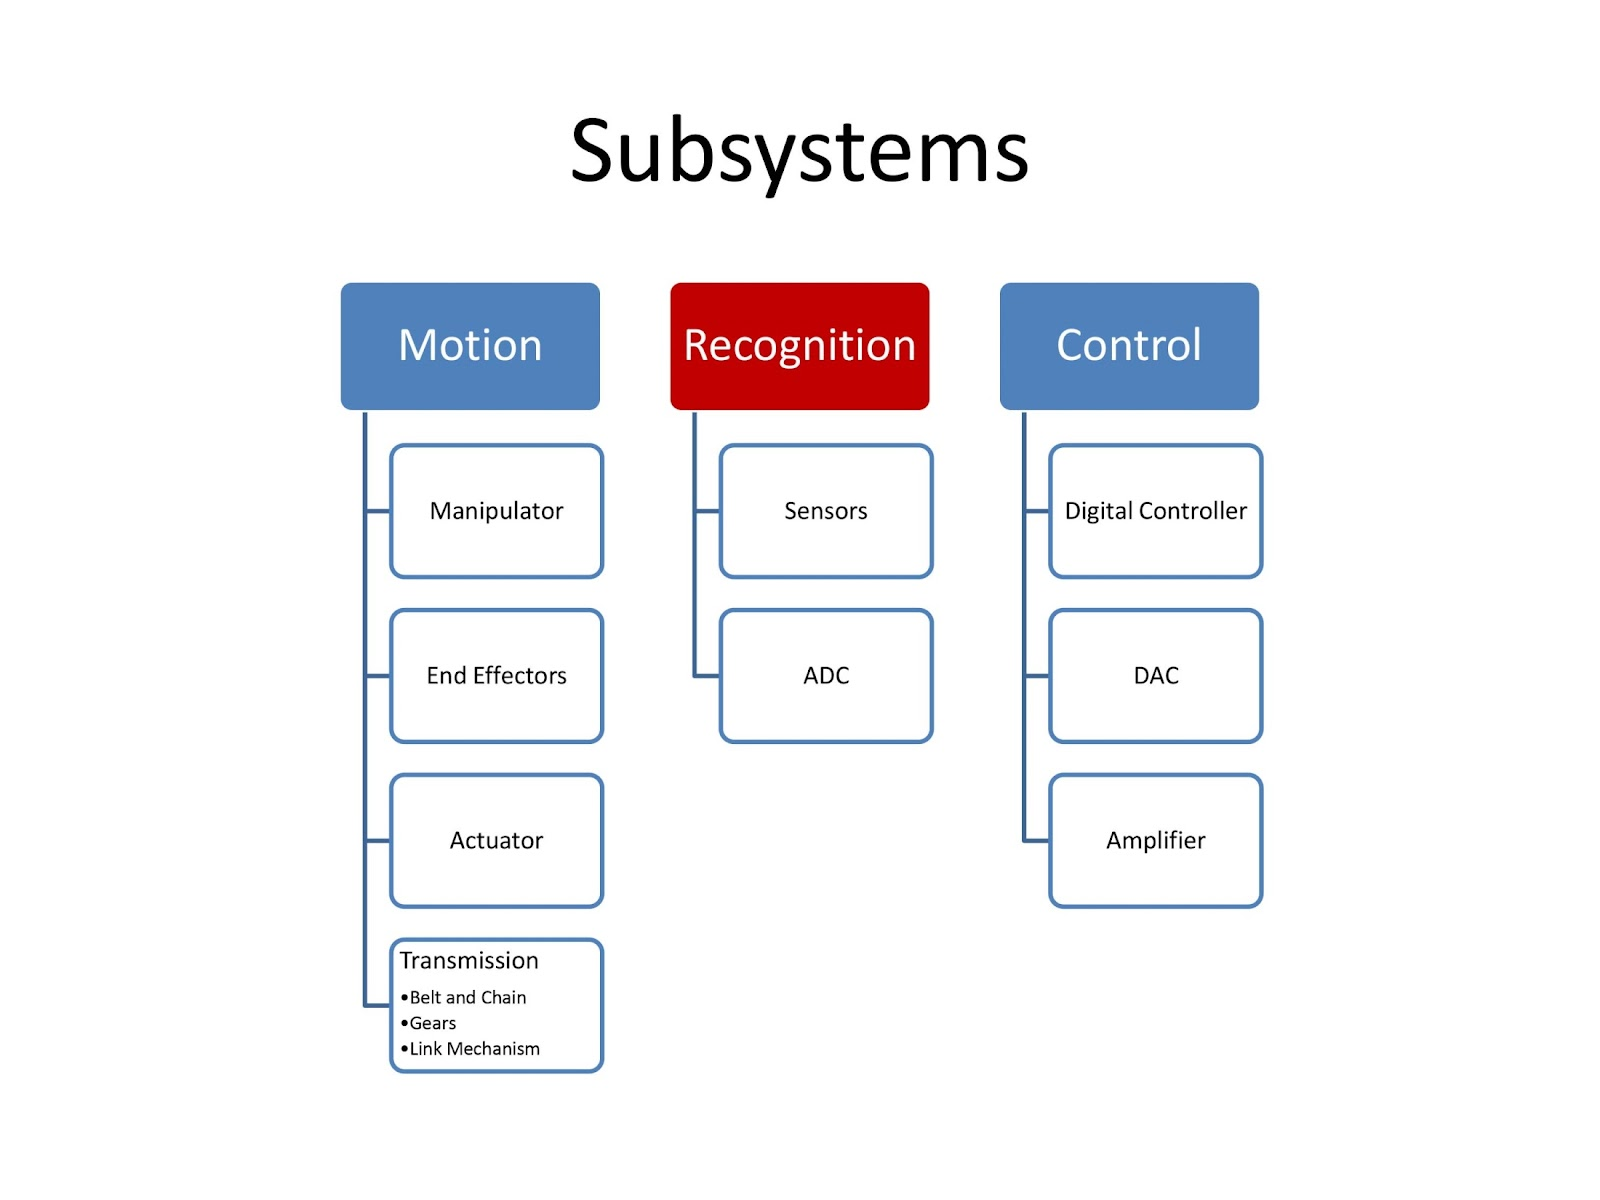 Subsystems
Motion
Manipulator
End Effectors
Actuator
Transmission
•Belt and Chain
•Gears
•Link Mechanism
Recognition
Sensors
ADC
Control
Digital Controller
DAC
Amplifier